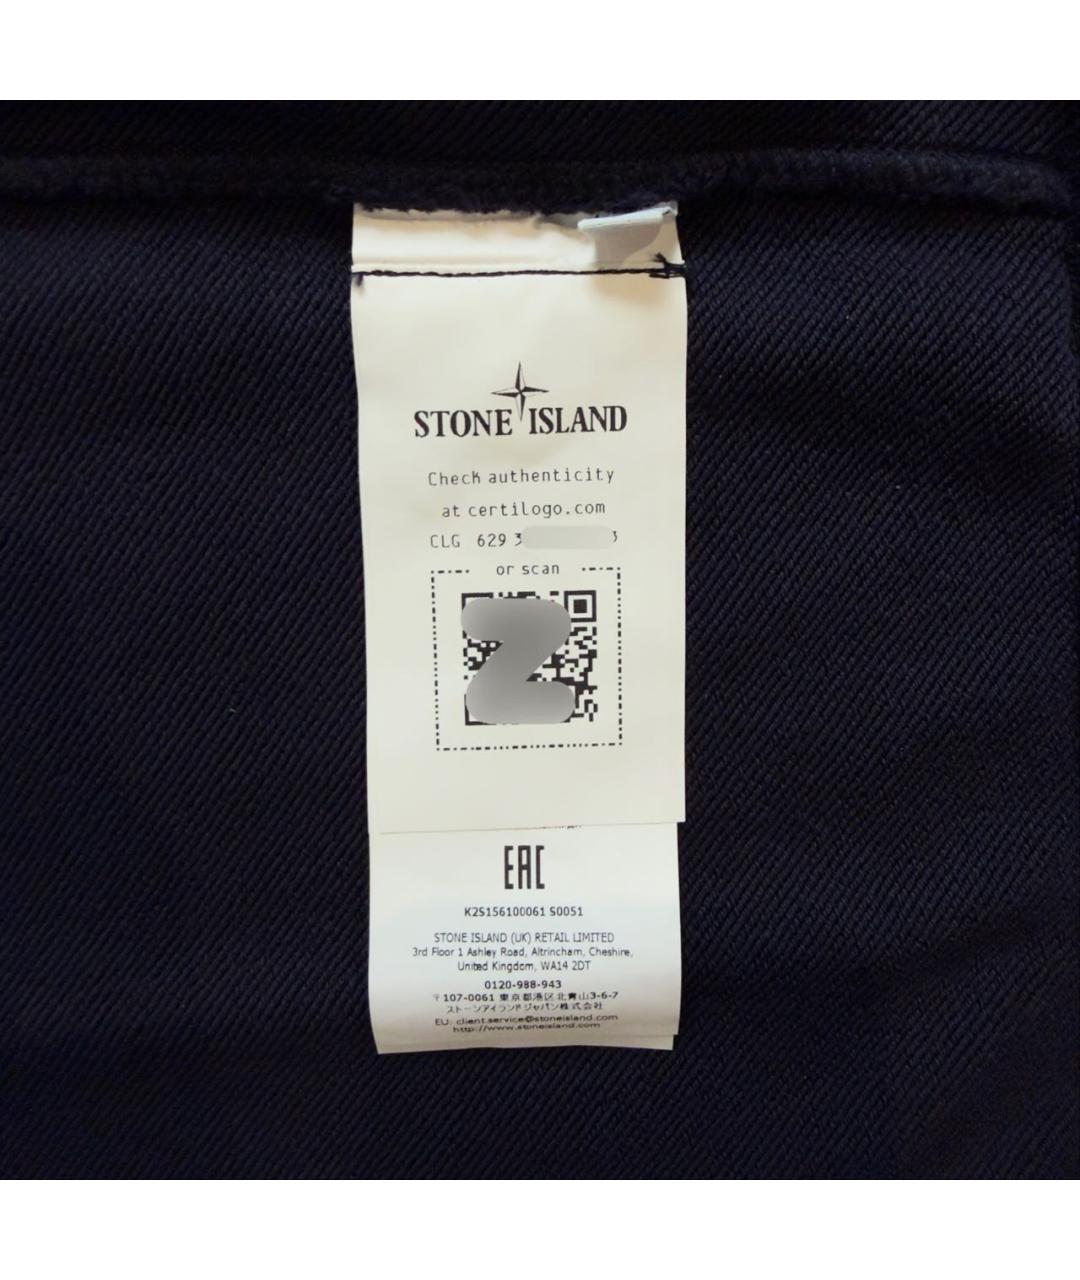 STONE ISLAND
Check authenticity
at certilogo.com
CLG 629 3 3
or scan
EAC
K2S156100061 S0051
STONE ISLAND (UK) RETAIL LIMITED
3rd Floor 1 Ashley Road, Altrincham, Cheshire,
United Kingdom, WA14 2DT
0120-988-943
〒107-0061 東京都港区北青山3-6-7
ストーンアイランドジャパン株式会社
EU: client.service@stoneisland.com
http://www.stoneisland.com